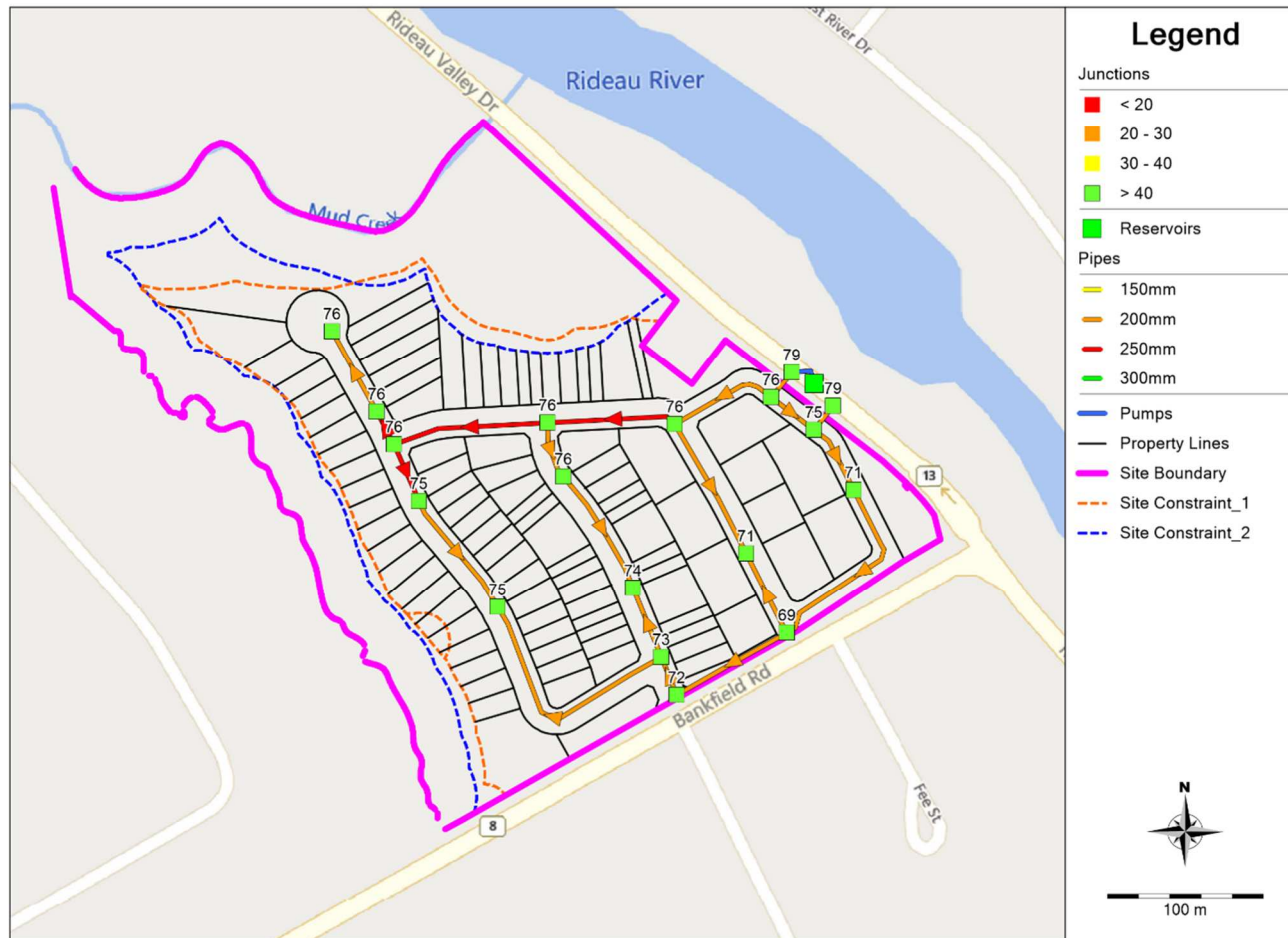 Rideau Valley Dr
Rideau River
st River Dr
Mud Creek
76
76
76
75
75
76
76
74
73
72
76
71
69
79
76
79
75
71
13
Bankfield Rd
8
Fee St
Legend
Junctions
< 20
20 - 30
30 - 40
> 40
Reservoirs
Pipes
150mm
200mm
250mm
300mm
Pumps
Property Lines
Site Boundary
Site Constraint_1
Site Constraint_2
N
100 m